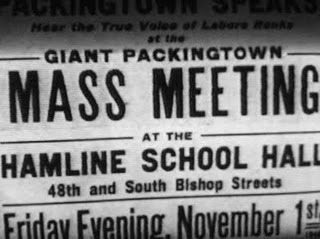 PACKINGTOWN SPEAKS
Hear the True Voice of Labors Ranks
at the
GIANT PACKINGTOWN
MASS MEETING
AT THE
HAMLINE SCHOOL HALL
48th and South Bishop Streets
Friday Evening, November 1st